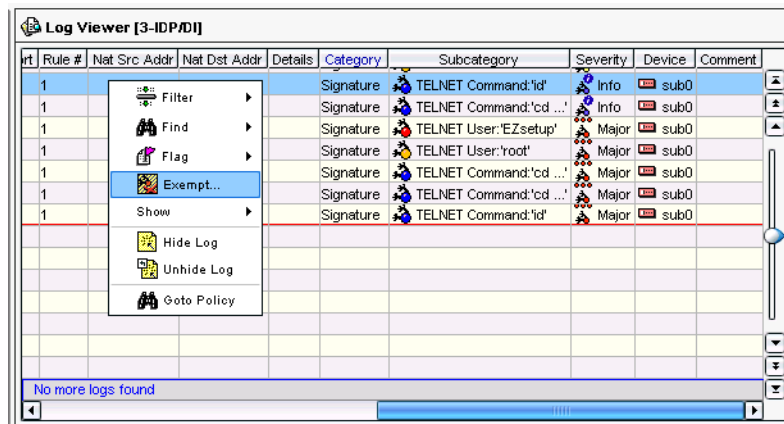 Log Viewer [3-IDP/DI]
rt Rule # Nat Src Addr Nat Dst Addr Details Category Subcategory Severity Device Comment
1 Signature TELNET Command:'id' Info sub0
1 Signature TELNET Command:'cd ...' Info sub0
1 Signature TELNET User:'EZsetup' Major sub0
1 Signature TELNET User:'root' Major sub0
1 Signature TELNET Command:'cd ...' Major sub0
1 Signature TELNET Command:'cd ...' Major sub0
1 Signature TELNET Command:'id' Major sub0
Filter
Find
Flag
Exempt...
Show
Hide Log
Unhide Log
Goto Policy
No more logs found